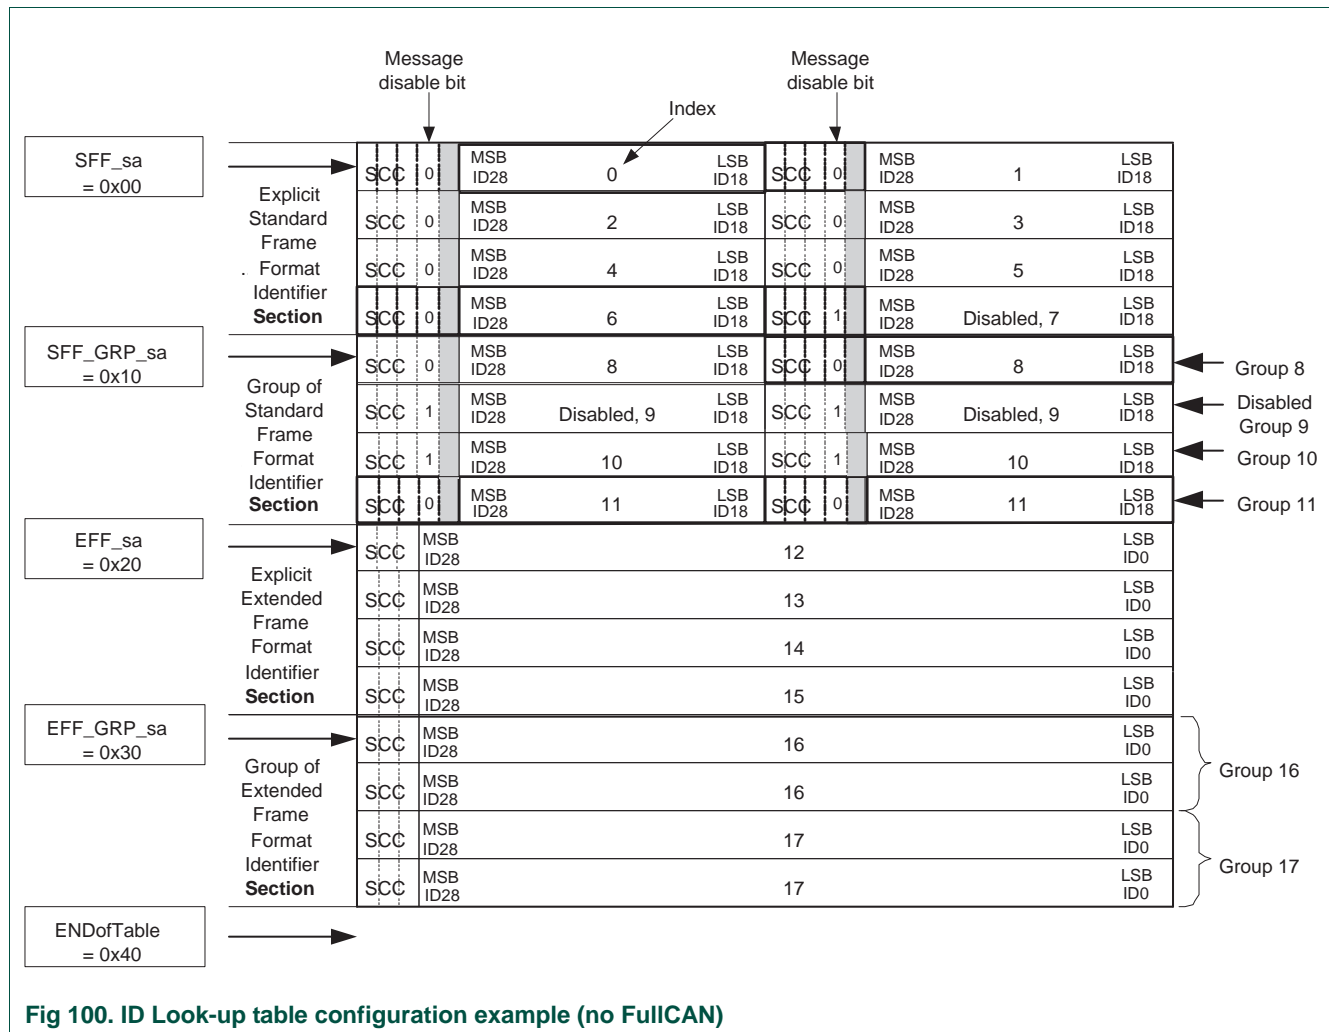 Message
disable bit
Message
disable bit
Index
SFF_sa
= 0x00
Explicit
Standard
Frame
. Format
Identifier
Section
SCC 0 MSB ID28 0 LSB ID18 SCC 0 MSB ID28 1 LSB ID18
SCC 0 MSB ID28 2 LSB ID18 SCC 0 MSB ID28 3 LSB ID18
SCC 0 MSB ID28 4 LSB ID18 SCC 0 MSB ID28 5 LSB ID18
SCC 0 MSB ID28 6 LSB ID18 SCC 1 MSB ID28 Disabled, 7 LSB ID18
SFF_GRP_sa
= 0x10
Group of
Standard
Frame
Format
Identifier
Section
SCC 0 MSB ID28 8 LSB ID18 SCC 0 MSB ID28 8 LSB ID18
Group 8
SCC 1 MSB ID28 Disabled, 9 LSB ID18 SCC 1 MSB ID28 Disabled, 9 LSB ID18
Disabled
Group 9
SCC 1 MSB ID28 10 LSB ID18 SCC 1 MSB ID28 10 LSB ID18
Group 10
SCC 0 MSB ID28 11 LSB ID18 SCC 0 MSB ID28 11 LSB ID18
Group 11
EFF_sa
= 0x20
Explicit
Extended
Frame
Format
Identifier
Section
SCC MSB ID28 12 LSB ID0
SCC MSB ID28 13 LSB ID0
SCC MSB ID28 14 LSB ID0
SCC MSB ID28 15 LSB ID0
EFF_GRP_sa
= 0x30
Group of
Extended
Frame
Format
Identifier
Section
SCC MSB ID28 16 LSB ID0
SCC MSB ID28 16 LSB ID0
Group 16
SCC MSB ID28 17 LSB ID0
SCC MSB ID28 17 LSB ID0
Group 17
ENDofTable
= 0x40
Fig 100. ID Look-up table configuration example (no FullCAN)